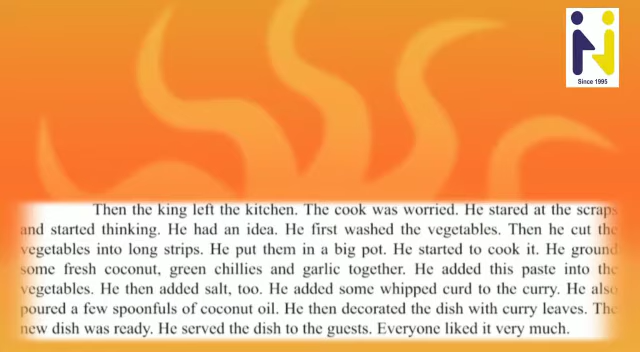 Since 1995
Then the king left the kitchen. The cook was worried. He stared at the scraps
and started thinking. He had an idea. He first washed the vegetables. Then he cut the
vegetables into long strips. He put them in a big pot. He started to cook it. He ground
some fresh coconut, green chillies and garlic together. He added this paste into the
vegetables. He then added salt, too. He added some whipped curd to the curry. He also
poured a few spoonfuls of coconut oil. He then decorated the dish with curry leaves. The
new dish was ready. He served the dish to the guests. Everyone liked it very much.